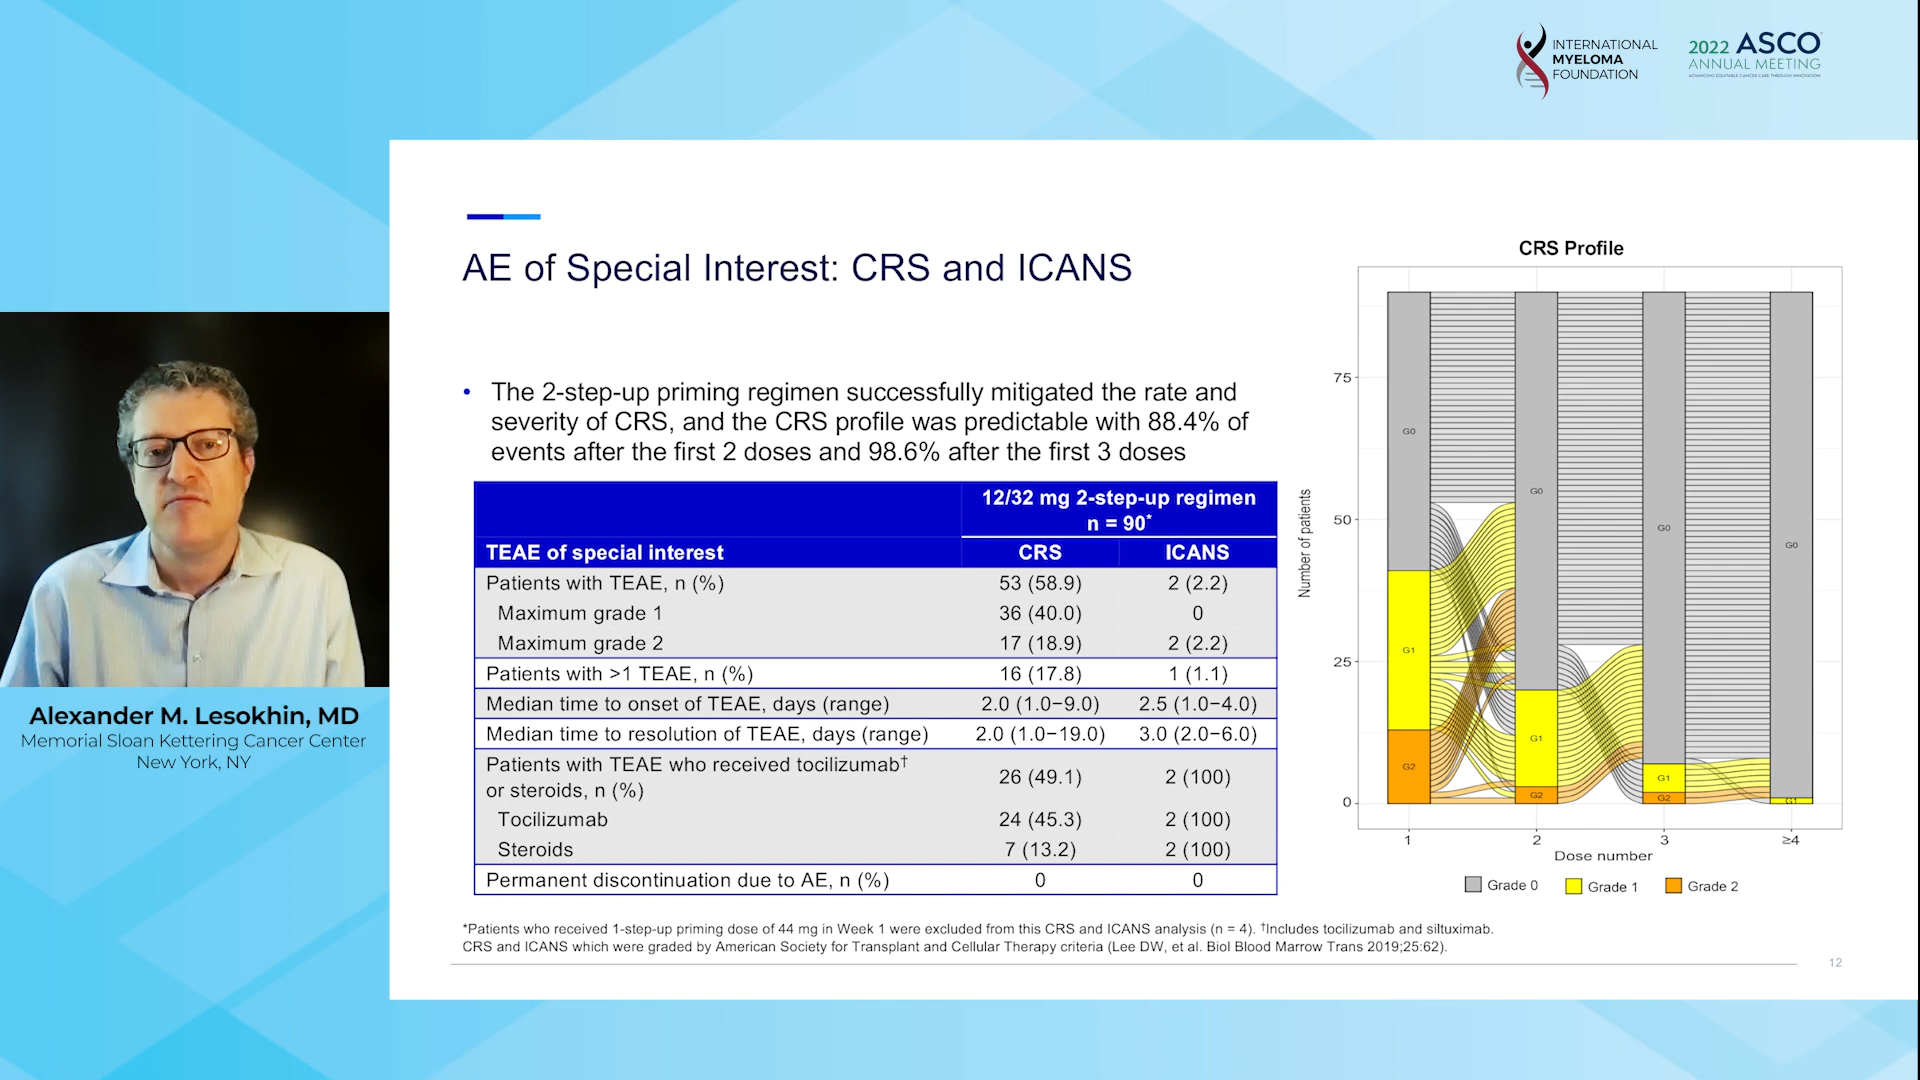 INTERNATIONAL
MYELOMA
FOUNDATION
2022 ASCO
ANNUAL MEETING
ADVANCING EQUITABLE CANCER CARE THROUGH INNOVATION
AE of Special Interest: CRS and ICANS
• The 2-step-up priming regimen successfully mitigated the rate and
severity of CRS, and the CRS profile was predictable with 88.4% of
events after the first 2 doses and 98.6% after the first 3 doses
12/32 mg 2-step-up regimen
n = 90*
TEAE of special interest CRS ICANS
Patients with TEAE, n (%) 53 (58.9) 2 (2.2)
Maximum grade 1 36 (40.0) 0
Maximum grade 2 17 (18.9) 2 (2.2)
Patients with >1 TEAE, n (%) 16 (17.8) 1 (1.1)
Median time to onset of TEAE, days (range) 2.0 (1.0–9.0) 2.5 (1.0–4.0)
Median time to resolution of TEAE, days (range) 2.0 (1.0–19.0) 3.0 (2.0–6.0)
Patients with TEAE who received tocilizumab†
or steroids, n (%) 26 (49.1) 2 (100)
Tocilizumab 24 (45.3) 2 (100)
Steroids 7 (13.2) 2 (100)
Permanent discontinuation due to AE, n (%) 0 0
CRS Profile
Number of patients
75
50
25
0
G0
G1
G2
G0
G1
G2
G0
G1
G2
G0
G1
1 2 3 ≥4
Dose number
Grade 0 Grade 1 Grade 2
*Patients who received 1-step-up priming dose of 44 mg in Week 1 were excluded from this CRS and ICANS analysis (n = 4). †Includes tocilizumab and siltuximab.
CRS and ICANS which were graded by American Society for Transplant and Cellular Therapy criteria (Lee DW, et al. Biol Blood Marrow Trans 2019;25:62).
12
Alexander M. Lesokhin, MD
Memorial Sloan Kettering Cancer Center
New York, NY